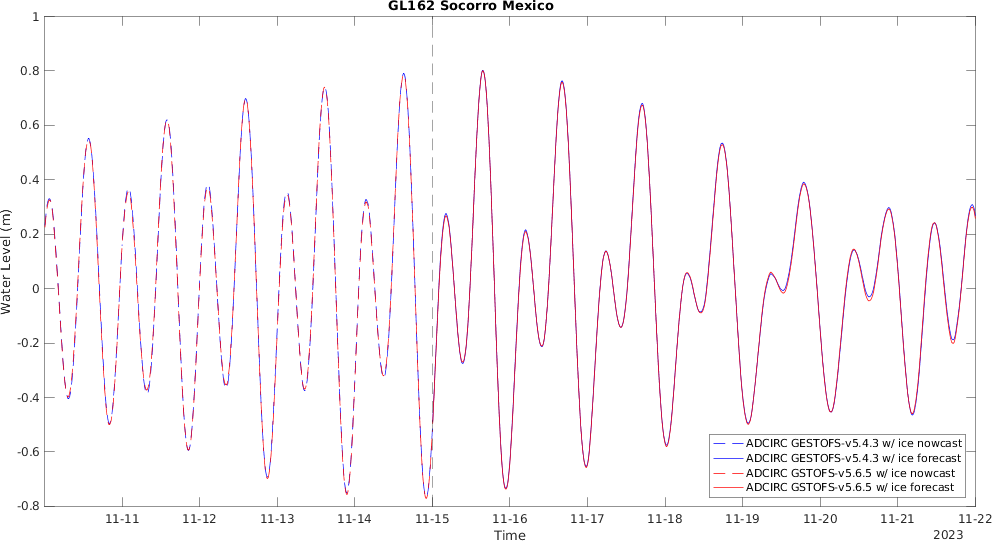 GL162 Socorro Mexico
1
0.8
0.6
0.4
0.2
0
-0.2
-0.4
-0.6
-0.8
Water Level (m)
ADCIRC GESTOFS-v5.4.3 w/ ice nowcast
ADCIRC GESTOFS-v5.4.3 w/ ice forecast
ADCIRC GSTOFS-v5.6.5 w/ ice nowcast
ADCIRC GSTOFS-v5.6.5 w/ ice forecast
11-11 11-12 11-13 11-14 11-15 11-16 11-17 11-18 11-19 11-20 11-21 11-22
Time 2023